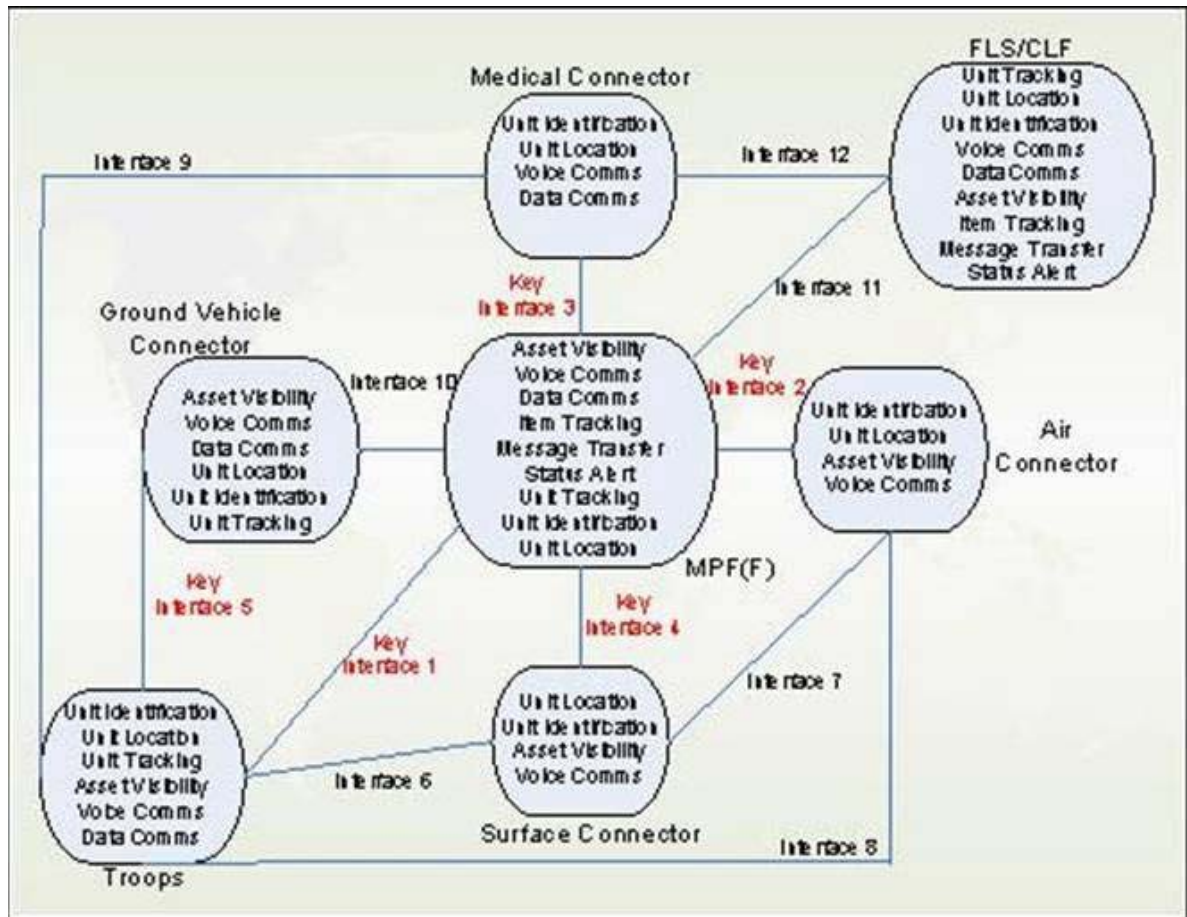 FLS/CLF
Unit Tracking
Unit Location
Unit Identification
Voice Comms
Data Comms
Asset Visibility
Item Tracking
Message Transfer
Status Alert
Medical Connector
Unit Identification
Unit Location
Voice Comms
Data Comms
Interface 9
Interface 12
Interface 11
Key
Interface 3
Ground Vehicle
Connector
Asset Visibility
Voice Comms
Data Comms
Unit Location
Unit Identification
Unit Tracking
Interface 10
Asset Visibility
Voice Comms
Data Comms
Item Tracking
Message Transfer
Status Alert
Unit Tracking
Unit Identification
Unit Location
MPF(F)
Key
Interface 2
Unit Identification
Unit Location
Asset Visibility
Voice Comms
Air
Connector
Key
Interface 5
Key
Interface 1
Key
Interface 4
Interface 7
Unit Identification
Unit Location
Unit Tracking
Asset Visibility
Voice Comms
Data Comms
Troops
Interface 6
Unit Location
Unit Identification
Asset Visibility
Voice Comms
Surface Connector
Interface 8